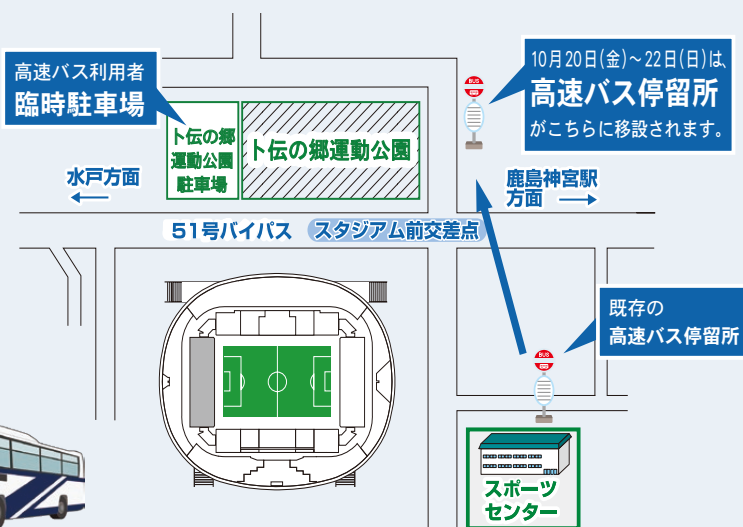 高速バス利用者
臨時駐車場
10月20日(金)～22日(日)は、
高速バス停留所
がこちらに移設されます。
BUS
卜伝の郷
運動公園
駐車場
卜伝の郷運動公園
水戸方面
鹿島神宮駅
方面
51号バイパス
スタジアム前交差点
既存の
高速バス停留所
BUS
スポーツ
センター